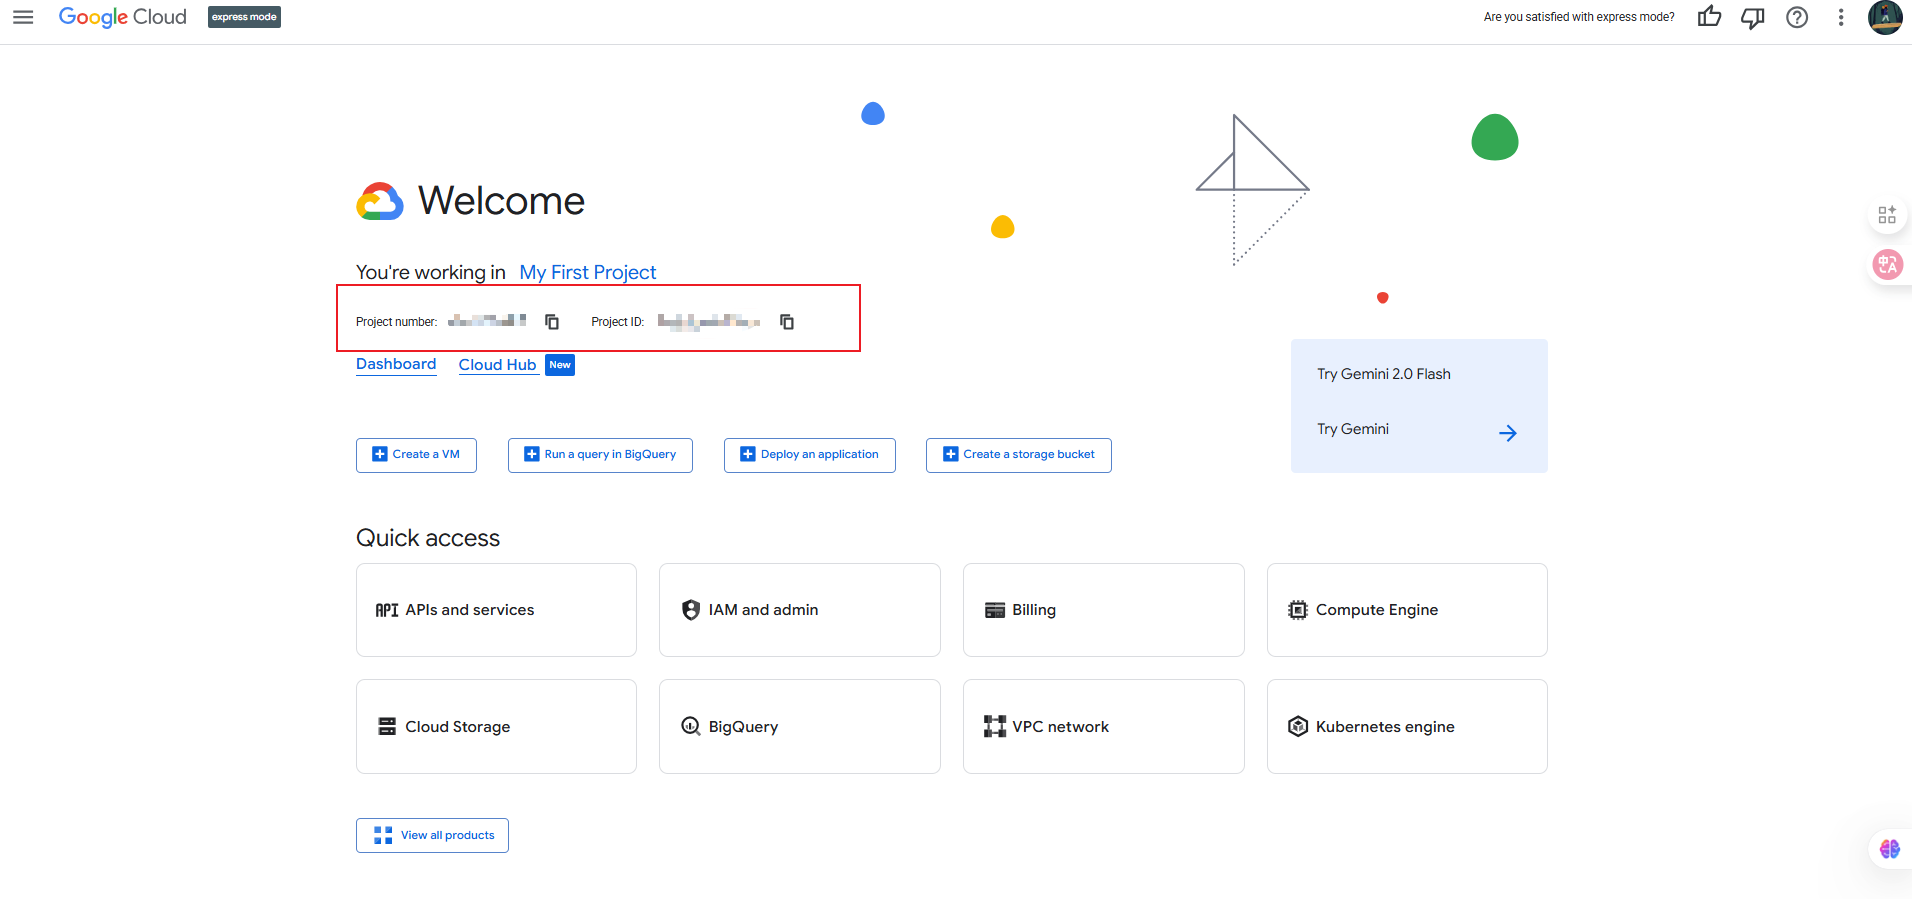 Google Cloud express mode Are you satisfied with express mode?
Welcome
You're working in My First Project
Project number: Project ID:
Dashboard Cloud Hub New
Try Gemini 2.0 Flash
Try Gemini
Create a VM Run a query in BigQuery Deploy an application Create a storage bucket
Quick access
API APIs and services IAM and admin Billing Compute Engine
Cloud Storage BigQuery VPC network Kubernetes engine
View all products